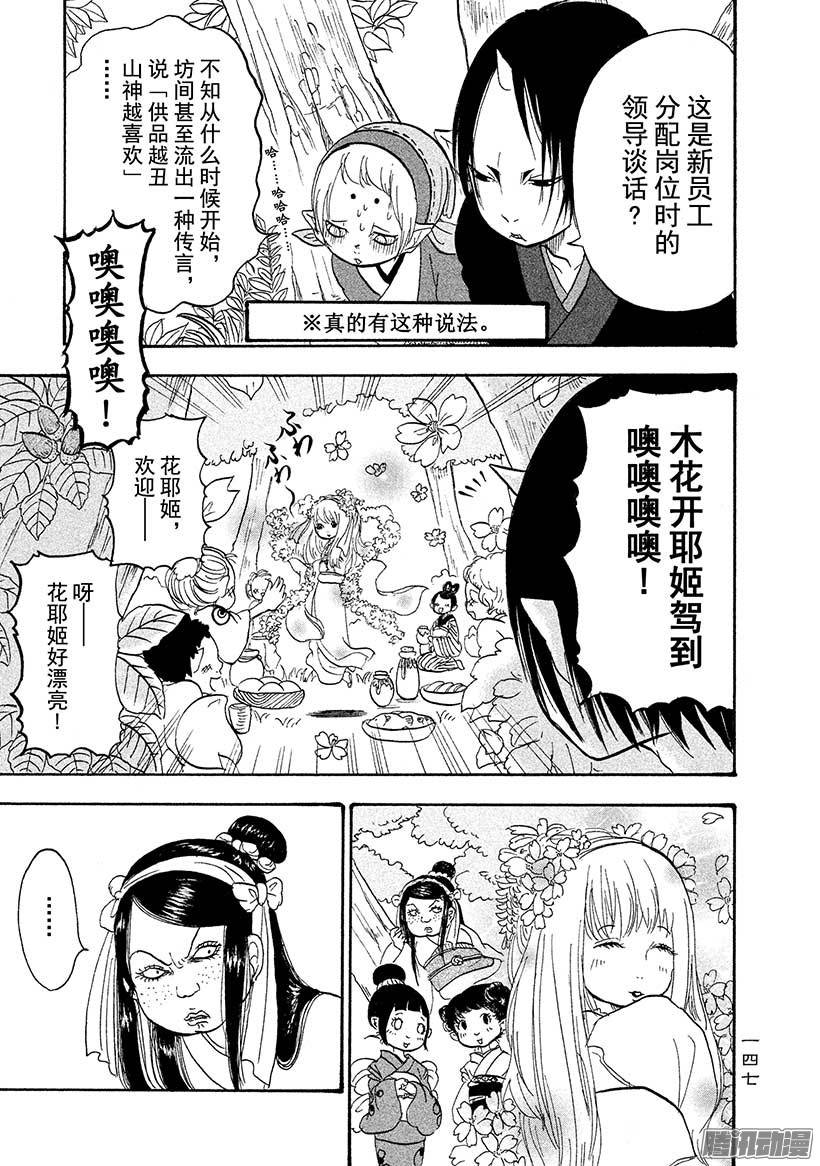 这是新员工
分配岗位时的
领导谈话？
不知从什么时候开始，
坊间甚至流出一种传言，
说「供品越丑
山神越喜欢」
……
哈……哈哈哈……
※真的有这种说法。
木花开耶姬驾到
噢噢噢噢！
噢噢噢噢！
ふわ
ふわっ
花耶姬，
欢迎——
呀——
花耶姬好漂亮！
……
一四七
腾讯动漫